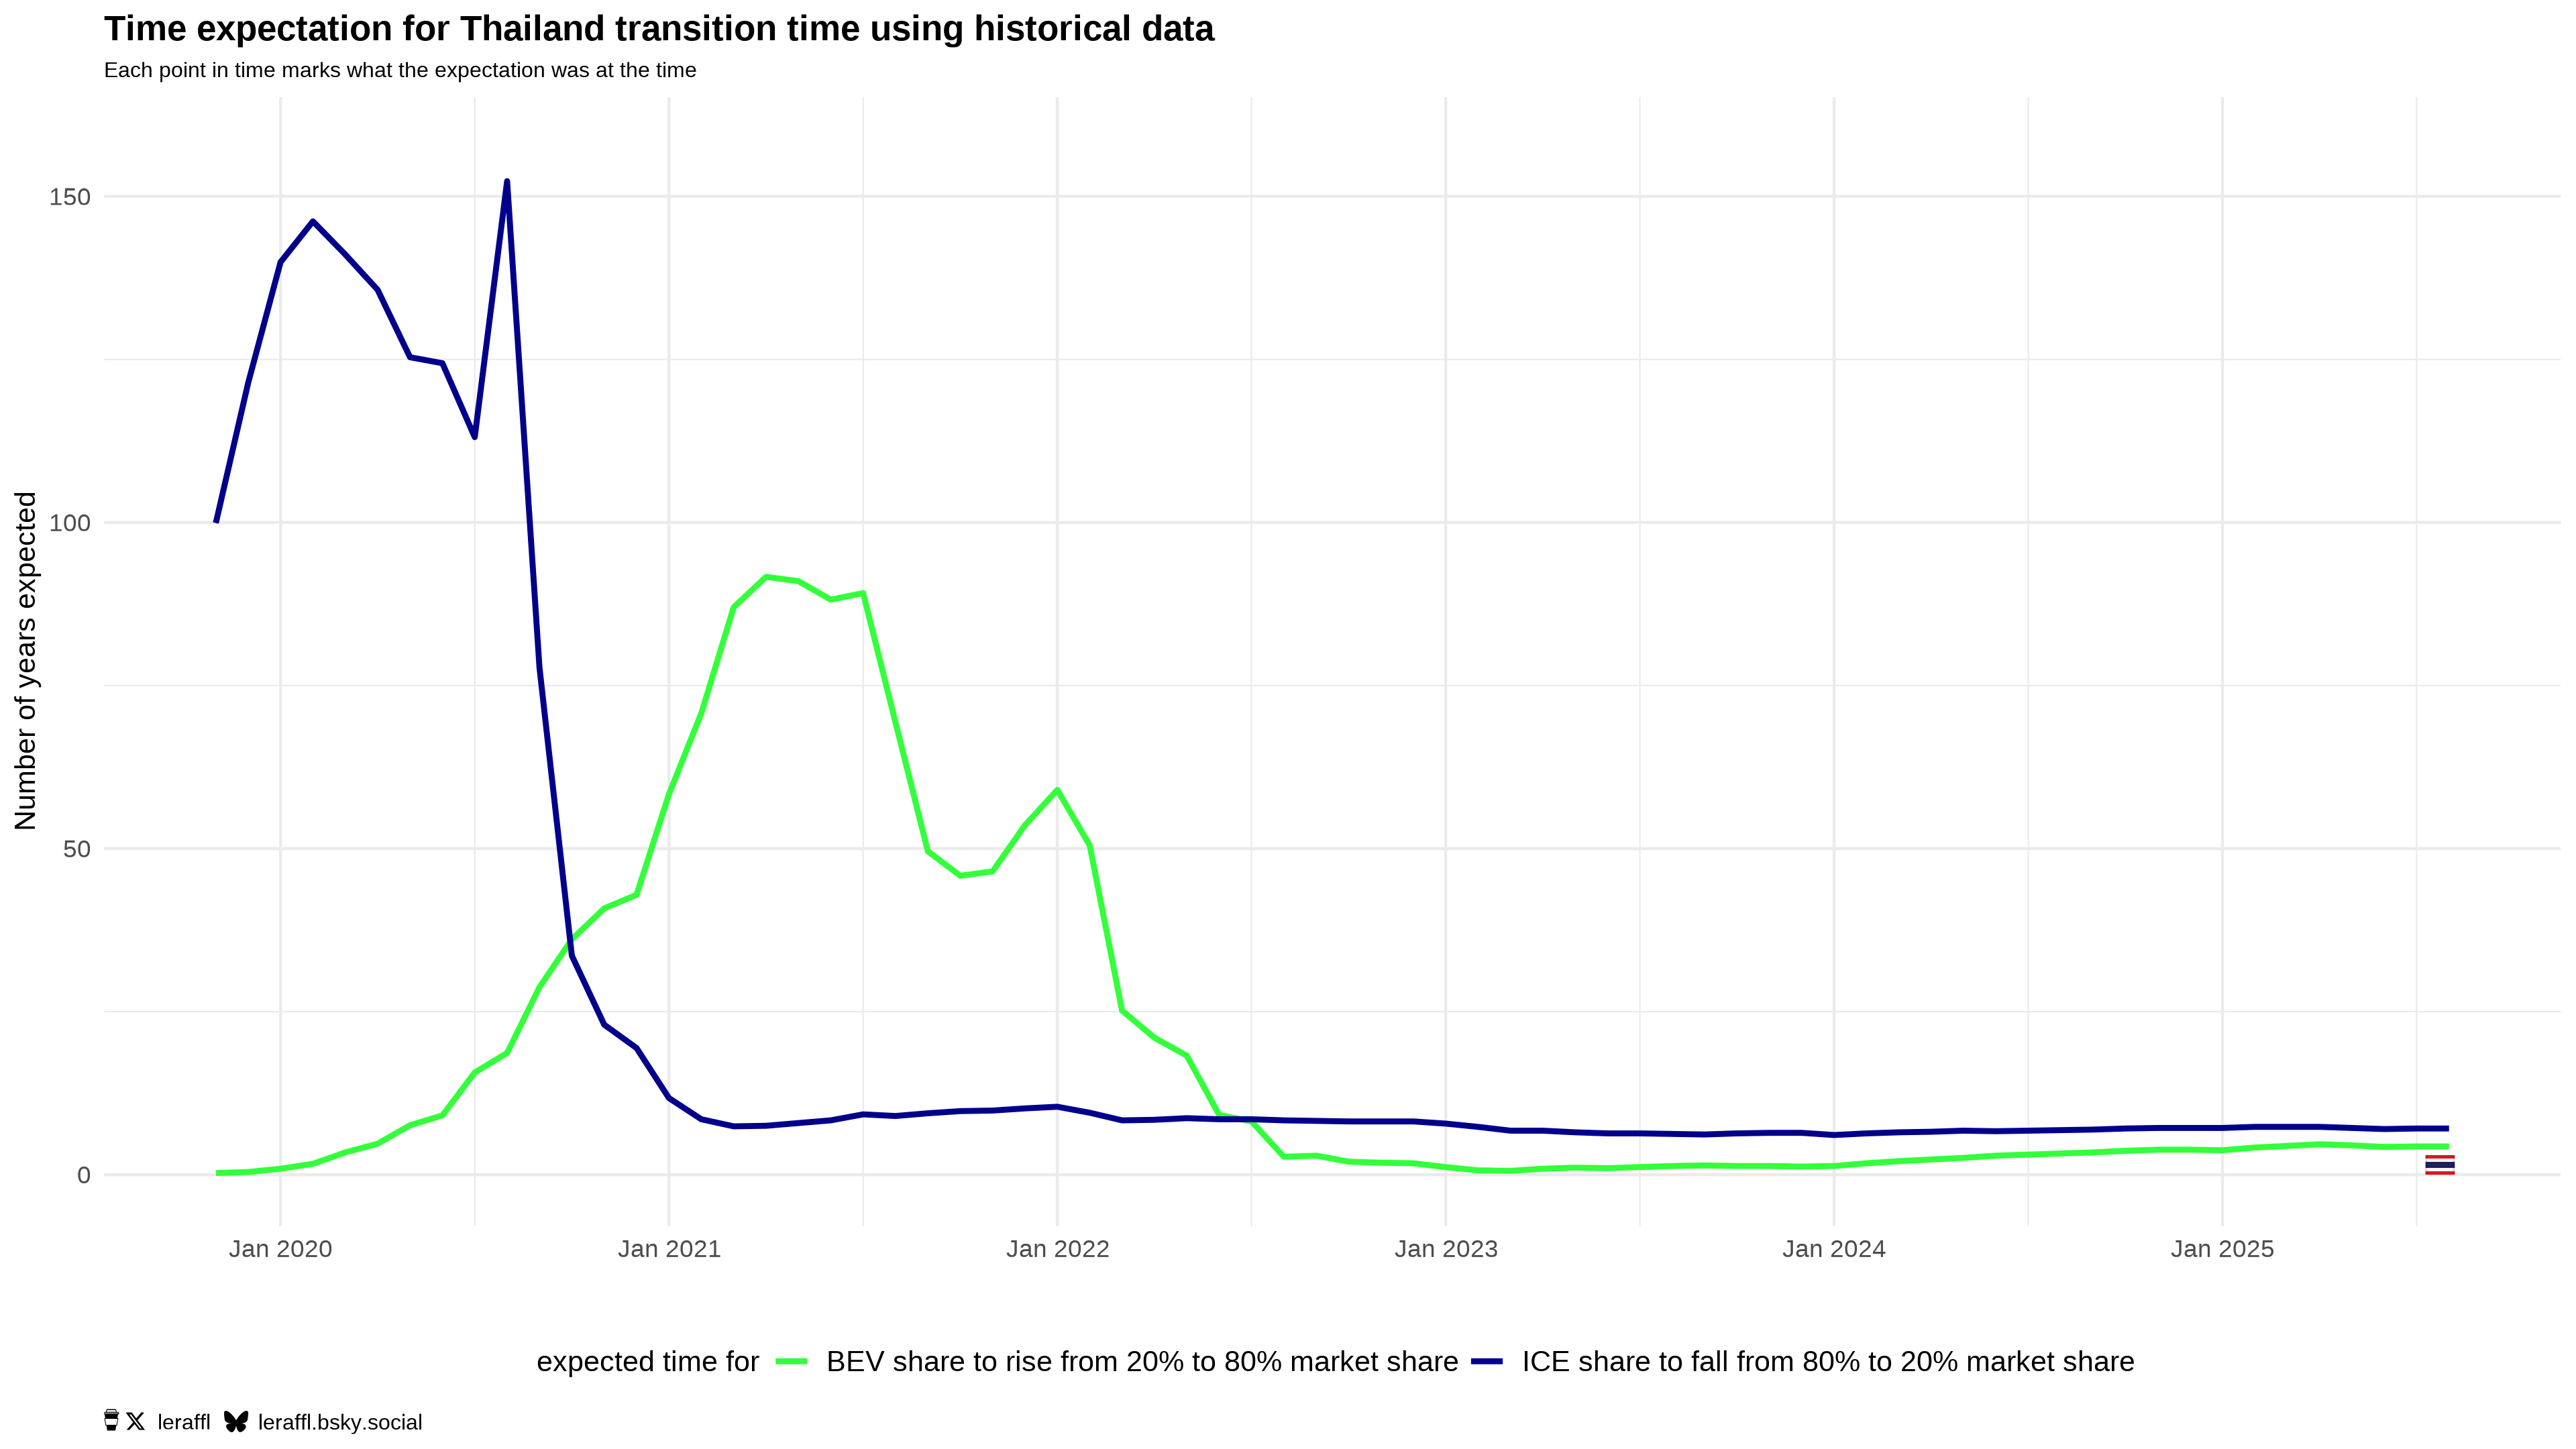 Time expectation for Thailand transition time using historical data
Each point in time marks what the expectation was at the time
Number of years expected
150
100
50
0
Jan 2020 Jan 2021 Jan 2022 Jan 2023 Jan 2024 Jan 2025
expected time for BEV share to rise from 20% to 80% market share ICE share to fall from 80% to 20% market share
leraffl leraffl.bsky.social